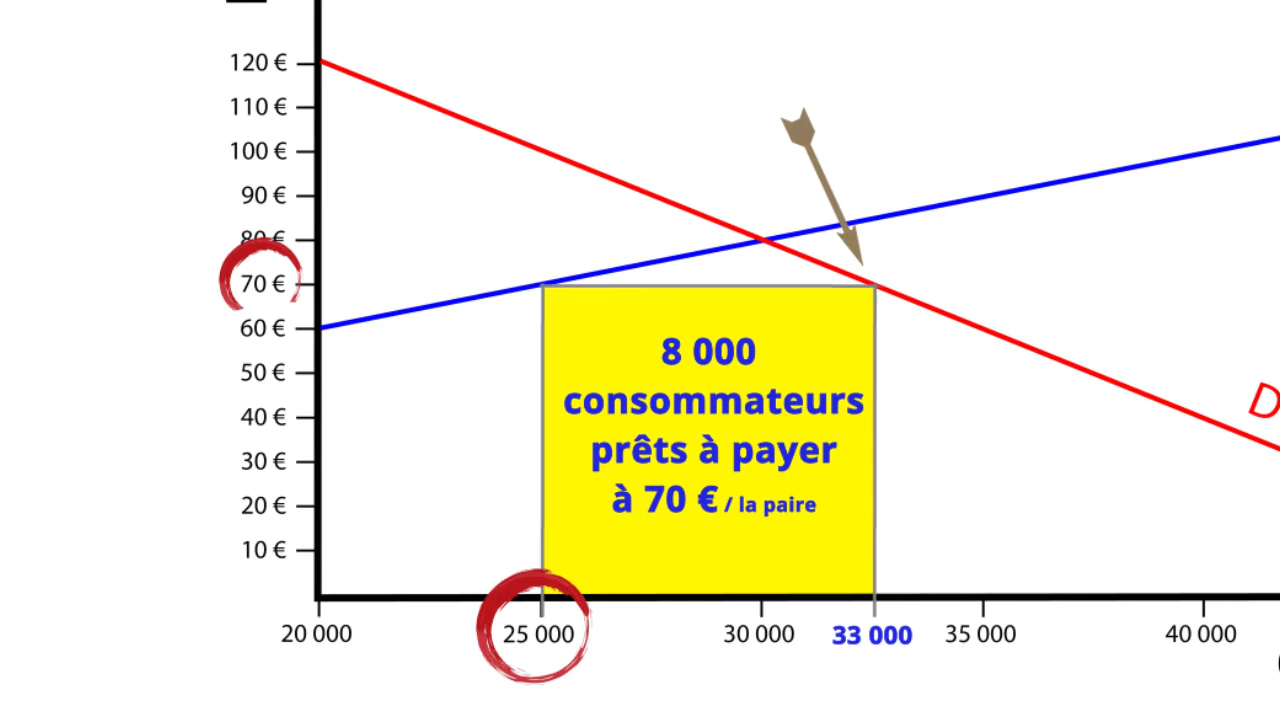 120 €
110 €
100 €
90 €
80 €
70 €
60 €
50 €
40 €
30 €
20 €
10 €
8 000
consommateurs
prêts à payer
à 70 € / la paire
D
20 000 25 000 30 000 33 000 35 000 40 000